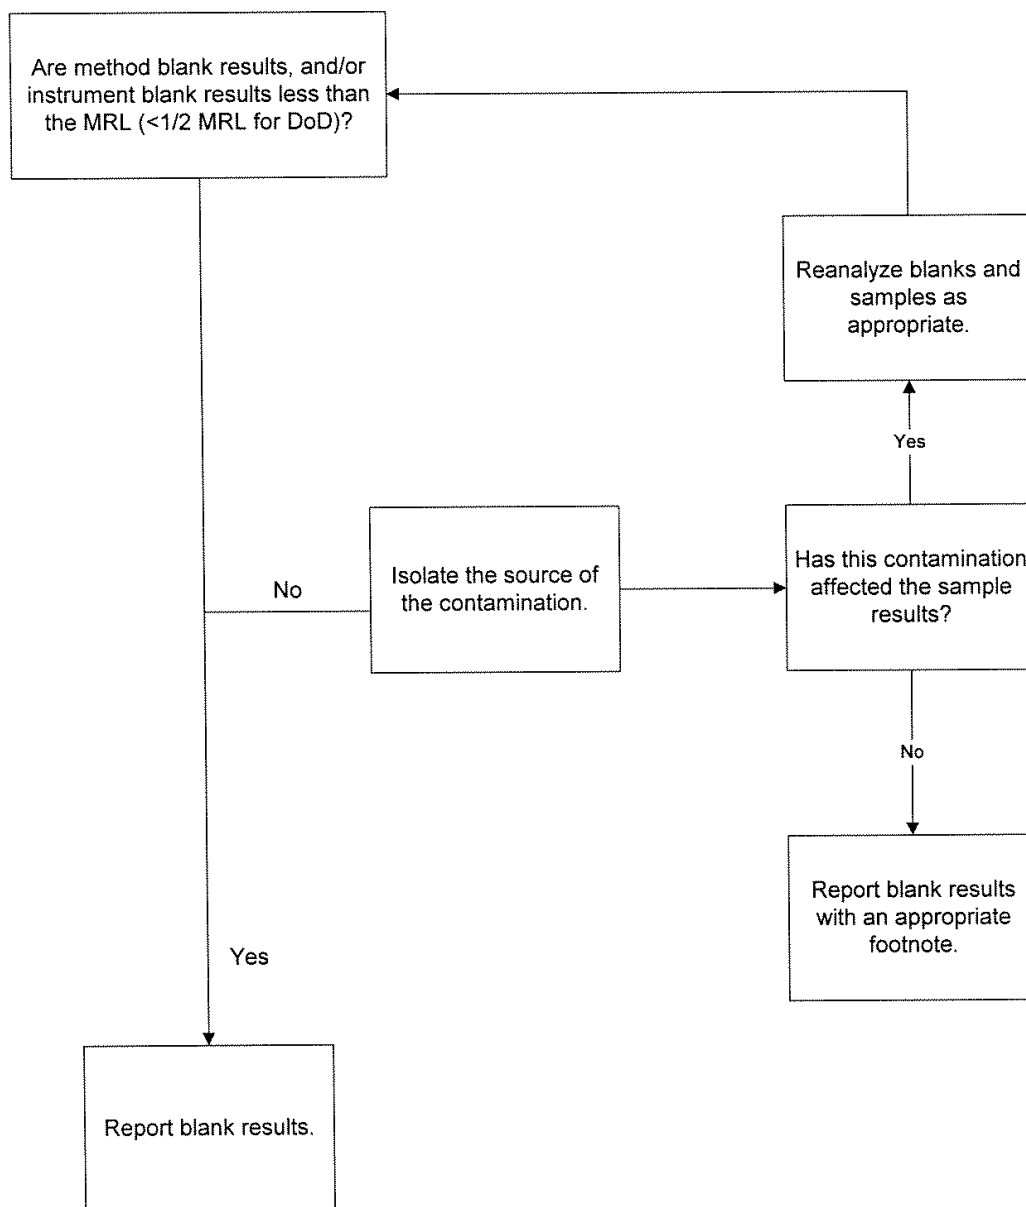 Are method blank results, and/or
instrument blank results less than
the MRL (<1/2 MRL for DoD)?
Reanalyze blanks and
samples as
appropriate.
Yes
Isolate the source of
the contamination.
No
Has this contamination
affected the sample
results?
No
Report blank results
with an appropriate
footnote.
Yes
Report blank results.